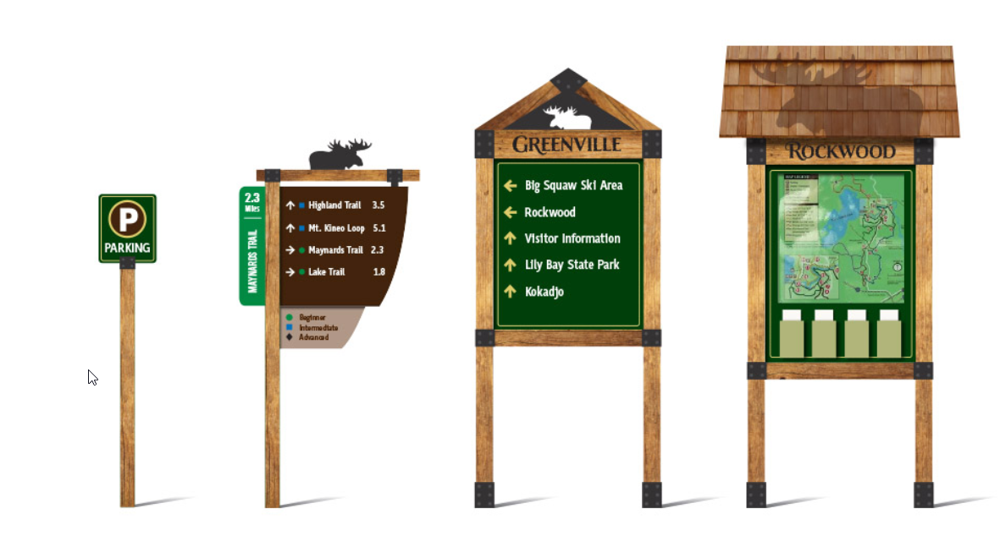 P
PARKING
2.3
Miles
MAYNARDS TRAIL
Highland Trail 3.5
Mt. Kineo Loop 5.1
Maynards Trail 2.3
Lake Trail 1.8
Beginner
Intermediate
Advanced
GREENVILLE
Big Squaw Ski Area
Rockwood
Visitor Information
Lily Bay State Park
Kokadjo
ROCKWOOD
MAP LEGEND